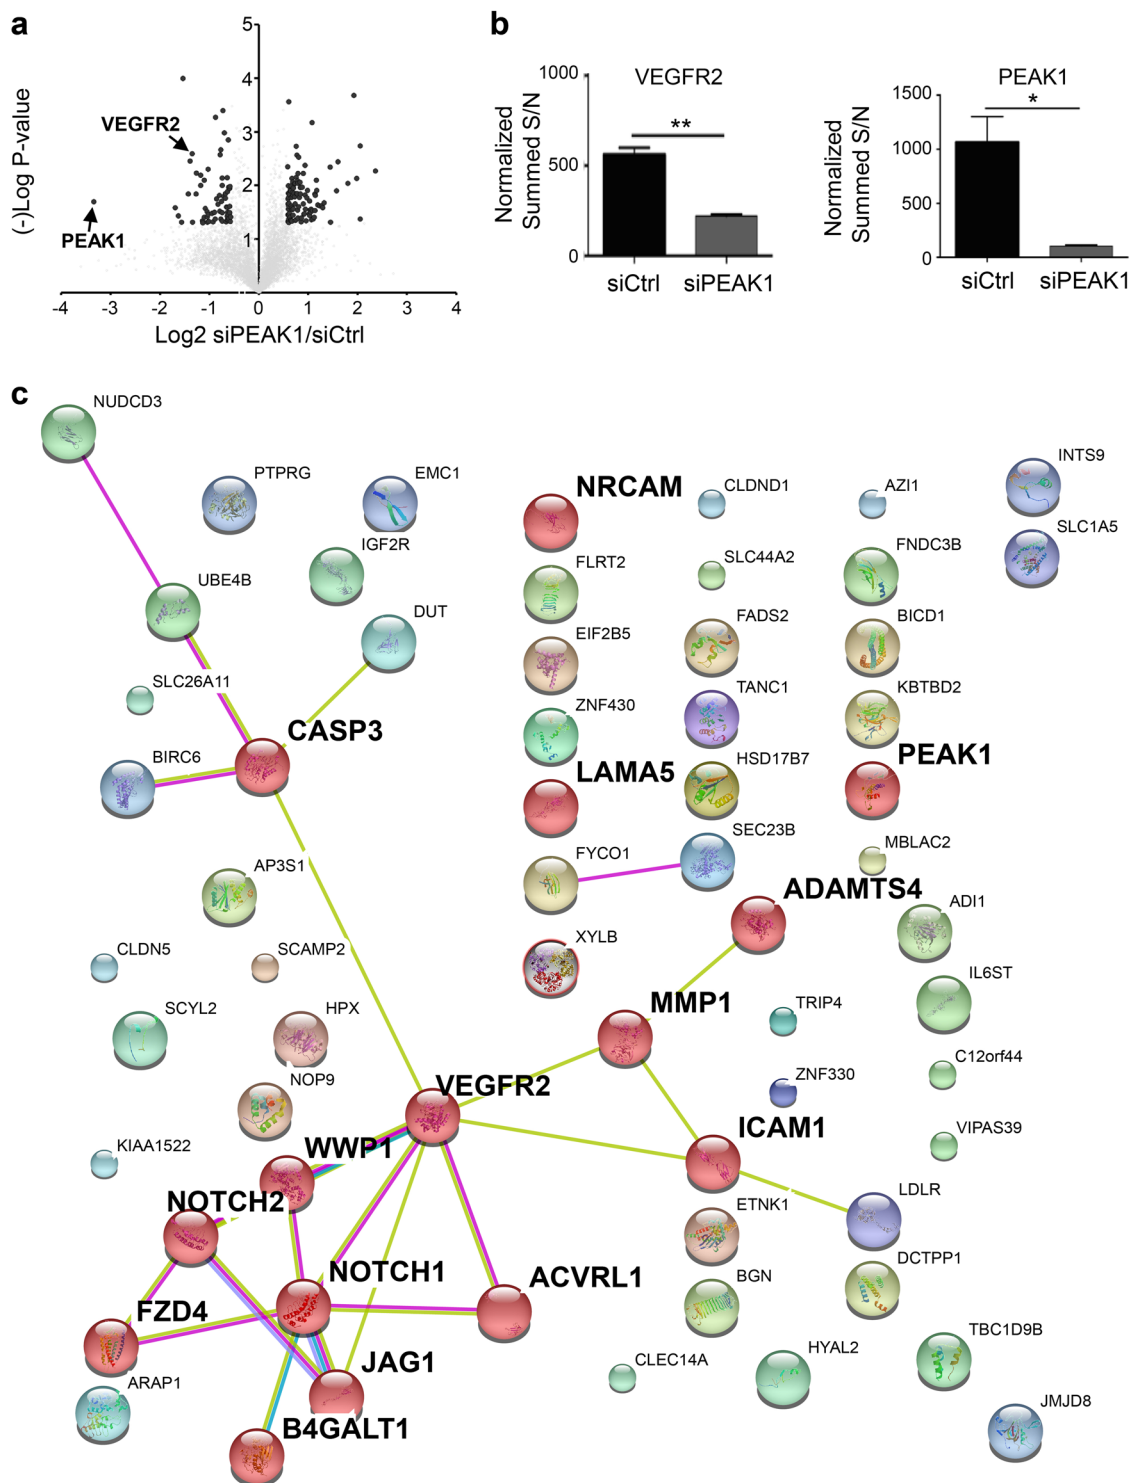 a
5
4
3
2
1
(-)Log P-value
VEGFR2
PEAK1
-4 -3 -2 -1 0 1 2 3 4
Log2 siPEAK1/siCtrl
b
VEGFR2
1000
500
0
Normalized
Summed S/N
**
siCtrl siPEAK1
PEAK1
1500
1000
500
0
Normalized
Summed S/N
*
siCtrl siPEAK1
c
NUDCD3
PTPRG
EMC1
NRCAM
CLDND1
AZI1
INTS9
SLC1A5
IGF2R
FLRT2
SLC44A2
FNDC3B
UBE4B
DUT
EIF2B5
FADS2
BICD1
SLC26A11
ZNF430
TANC1
KBTBD2
CASP3
BIRC6
LAMA5
HSD17B7
PEAK1
AP3S1
FYCO1
SEC23B
MBLAC2
ADAMTS4
ADI1
CLDN5
SCAMP2
XYLB
IL6ST
SCYL2
HPX
MMP1
TRIP4
C12orf44
NOP9
ZNF330
VEGFR2
ICAM1
VIPAS39
KIAA1522
WWP1
NOTCH2
ETNK1
LDLR
NOTCH1
ACVRL1
BGN
DCTPP1
FZD4
JAG1
CLEC14A
HYAL2
TBC1D9B
ARAP1
B4GALT1
JMJD8